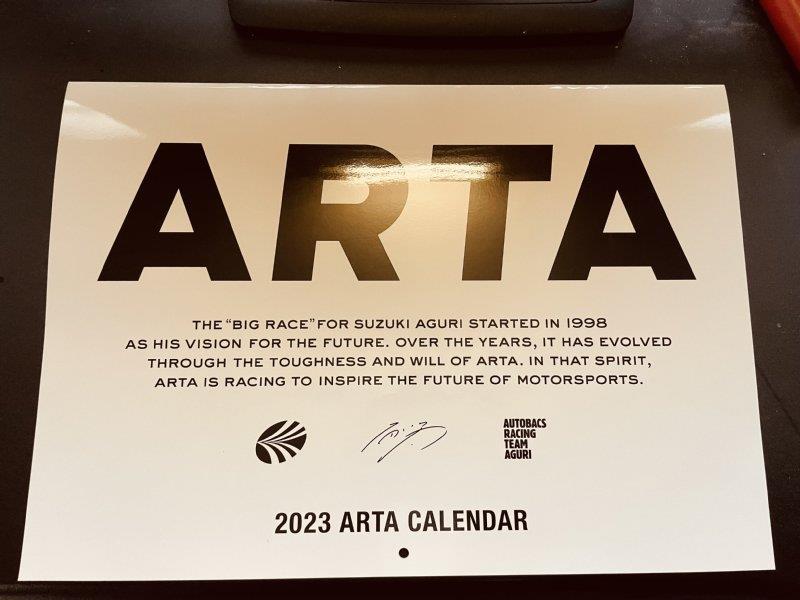 ARTA
THE “BIG RACE” FOR SUZUKI AGURI STARTED IN 1998
AS HIS VISION FOR THE FUTURE. OVER THE YEARS, IT HAS EVOLVED
THROUGH THE TOUGHNESS AND WILL OF ARTA. IN THAT SPIRIT,
ARTA IS RACING TO INSPIRE THE FUTURE OF MOTORSPORTS.
AUTOBACS
RACING
TEAM
AGURI
2023 ARTA CALENDAR